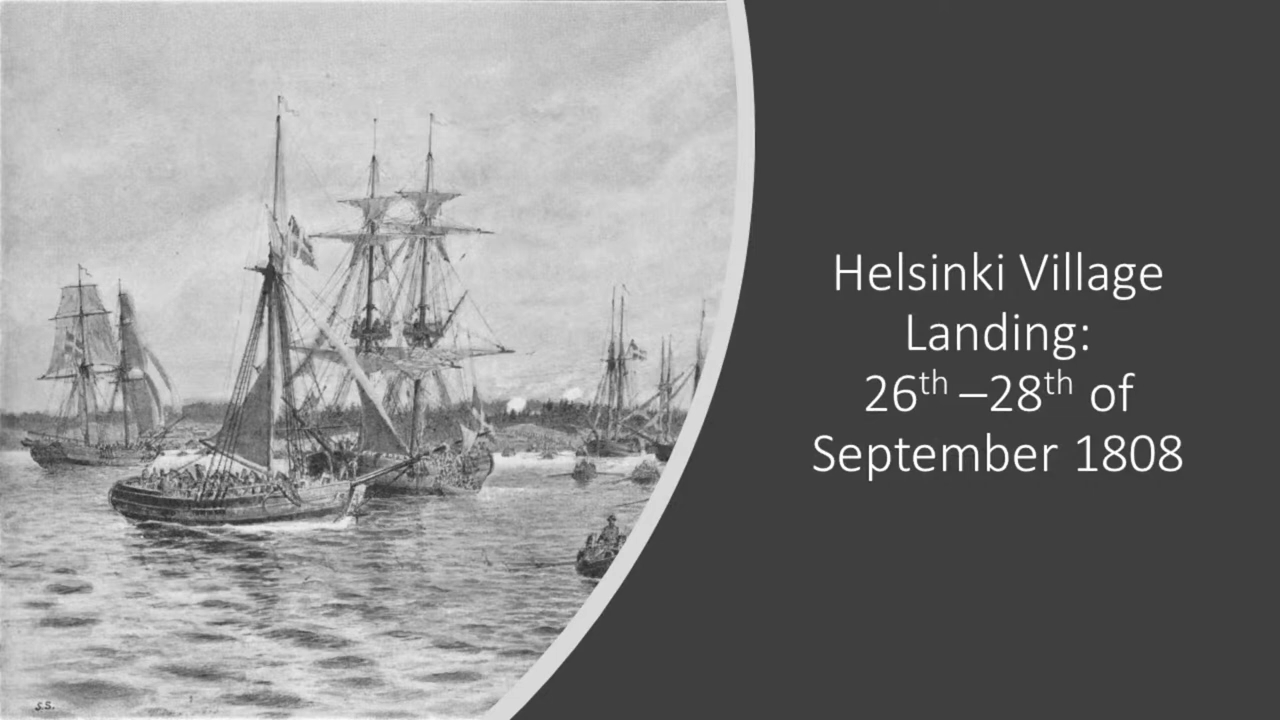 Helsinki Village
Landing:
26th –28th of
September 1808
S.S.